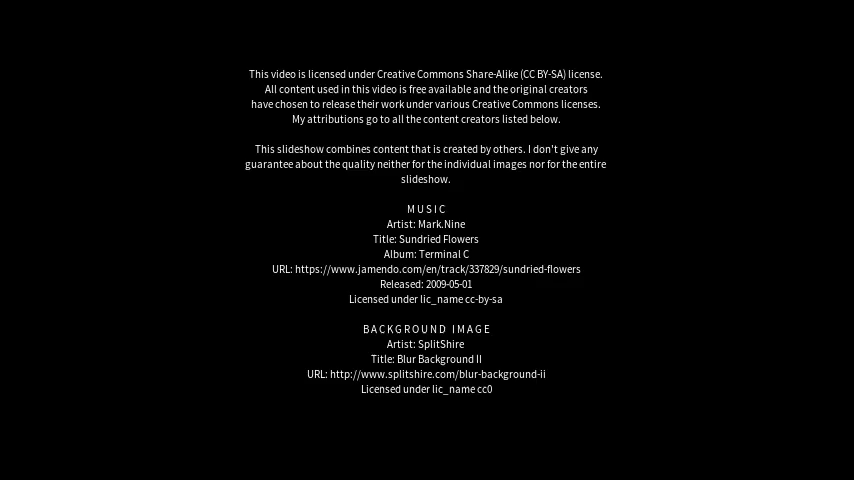 This video is licensed under Creative Commons Share-Alike (CC BY-SA) license.
All content used in this video is free available and the original creators
have chosen to release their work under various Creative Commons licenses.
My attributions go to all the content creators listed below.
This slideshow combines content that is created by others. I don't give any
guarantee about the quality neither for the individual images nor for the entire
slideshow.
MUSIC
Artist: Mark.Nine
Title: Sundried Flowers
Album: Terminal C
URL: https://www.jamendo.com/en/track/337829/sundried-flowers
Released: 2009-05-01
Licensed under lic_name cc-by-sa
BACKGROUND IMAGE
Artist: SplitShire
Title: Blur Background II
URL: http://www.splitshire.com/blur-background-ii
Licensed under lic_name cc0